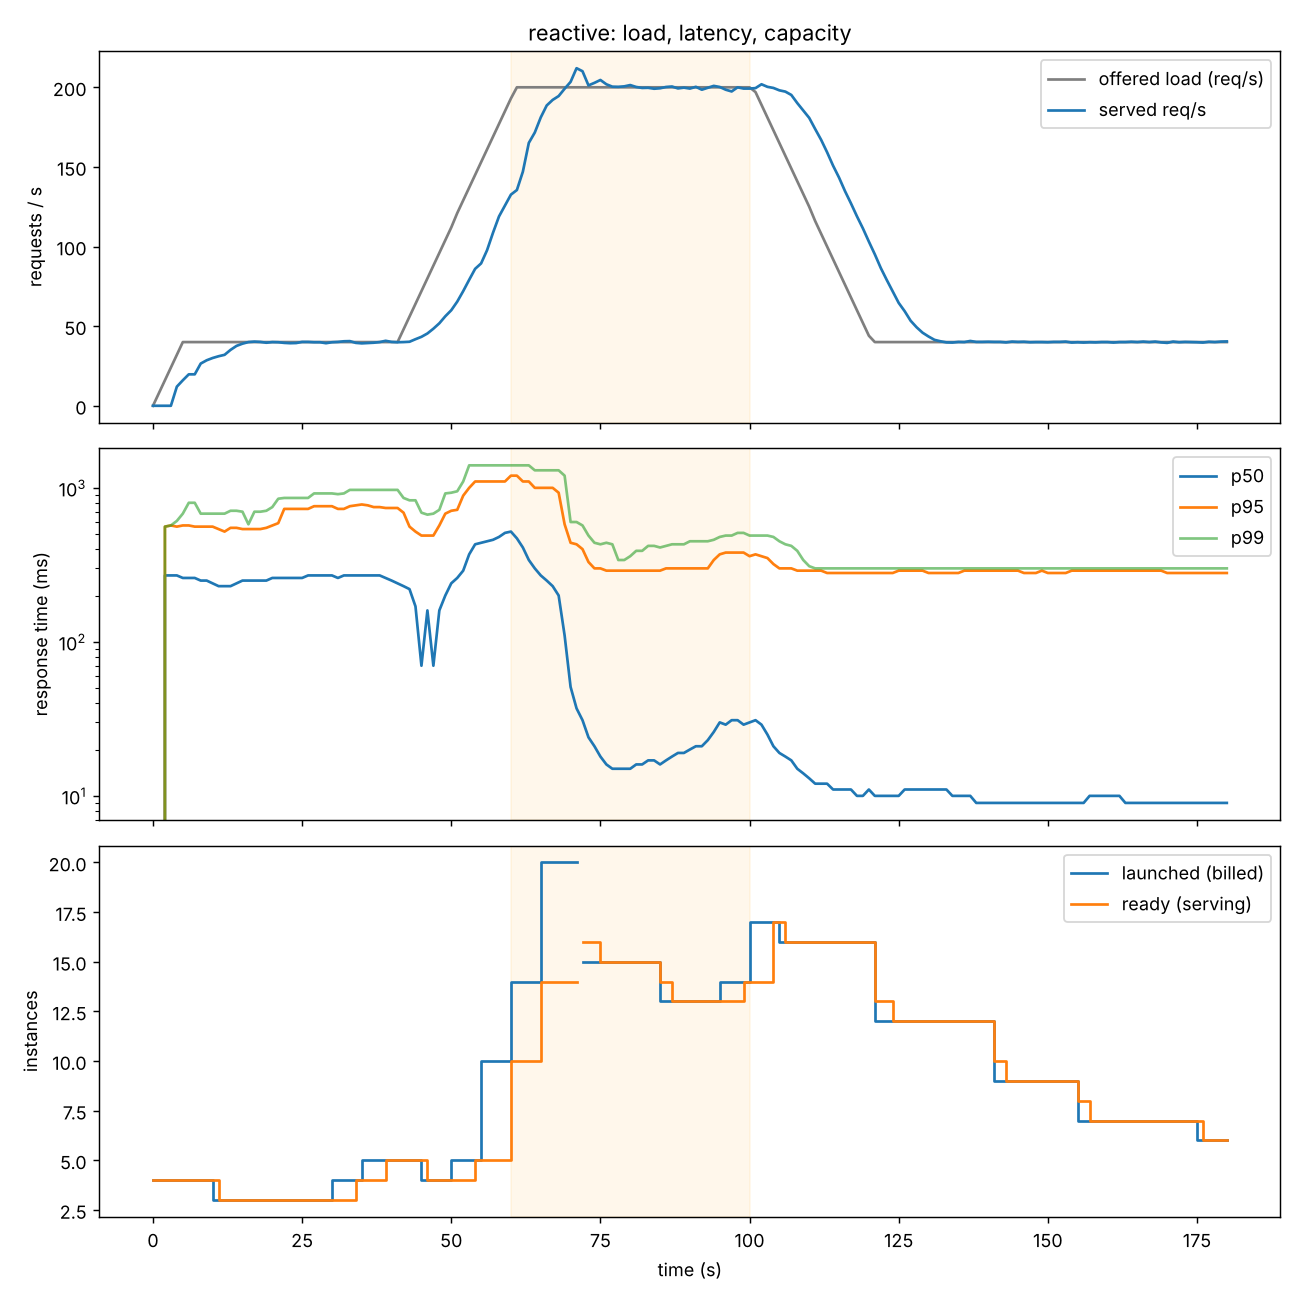 reactive: load, latency, capacity
offered load (req/s)
served req/s
200
150
100
50
0
requests / s
p50
p95
p99
10³
10²
10¹
response time (ms)
launched (billed)
ready (serving)
20.0
17.5
15.0
12.5
10.0
7.5
5.0
2.5
instances
0 25 50 75 100 125 150 175
time (s)